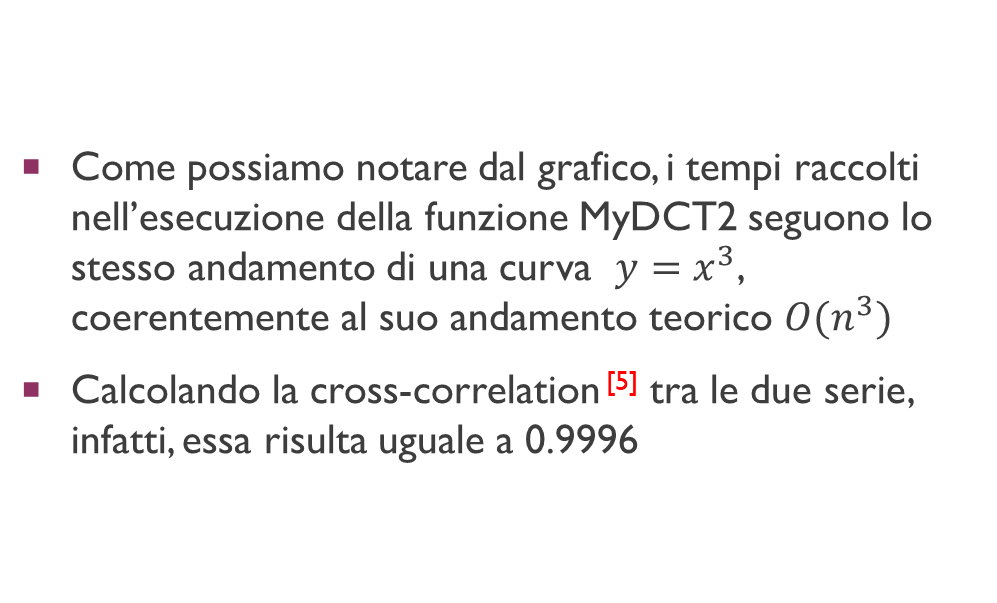 ▪ Come possiamo notare dal grafico, i tempi raccolti
nell’esecuzione della funzione MyDCT2 seguono lo
stesso andamento di una curva y = x³,
coerentemente al suo andamento teorico O(n³)
▪ Calcolando la cross-correlation [5] tra le due serie,
infatti, essa risulta uguale a 0.9996